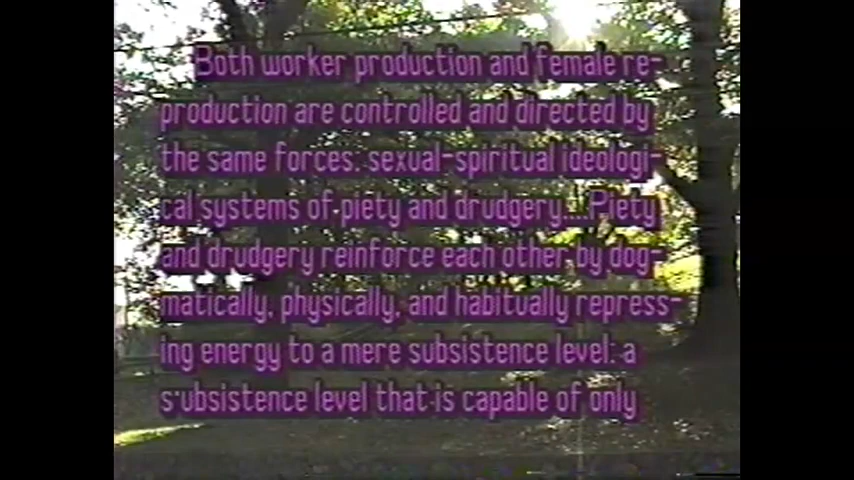 Both worker production and female re-
production are controlled and directed by
the same forces: sexual-spiritual ideologi-
cal systems of piety and drudgery....Piety
and drudgery reinforce each other by dog-
matically, physically, and habitually repress-
ing energy to a mere subsistence level: a
subsistence level that is capable of only